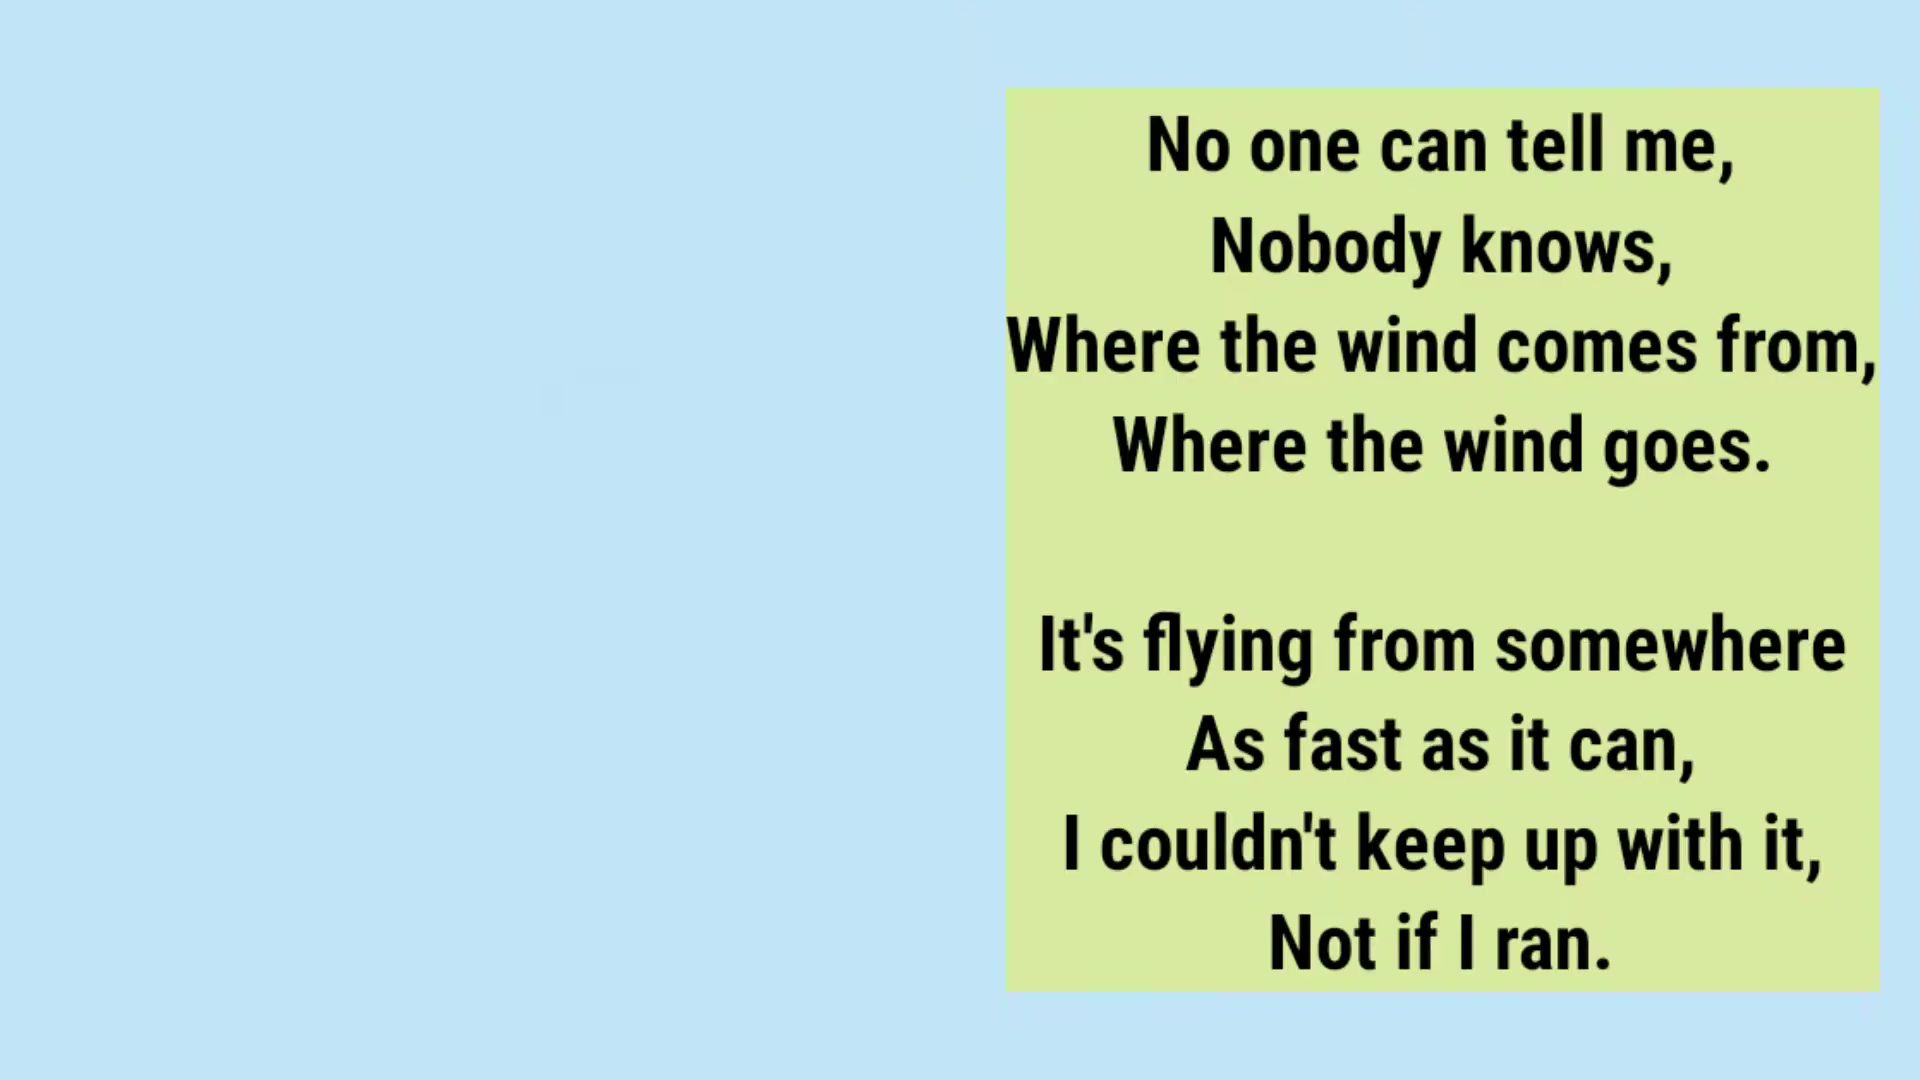 No one can tell me,
Nobody knows,
Where the wind comes from,
Where the wind goes.
It's flying from somewhere
As fast as it can,
I couldn't keep up with it,
Not if I ran.